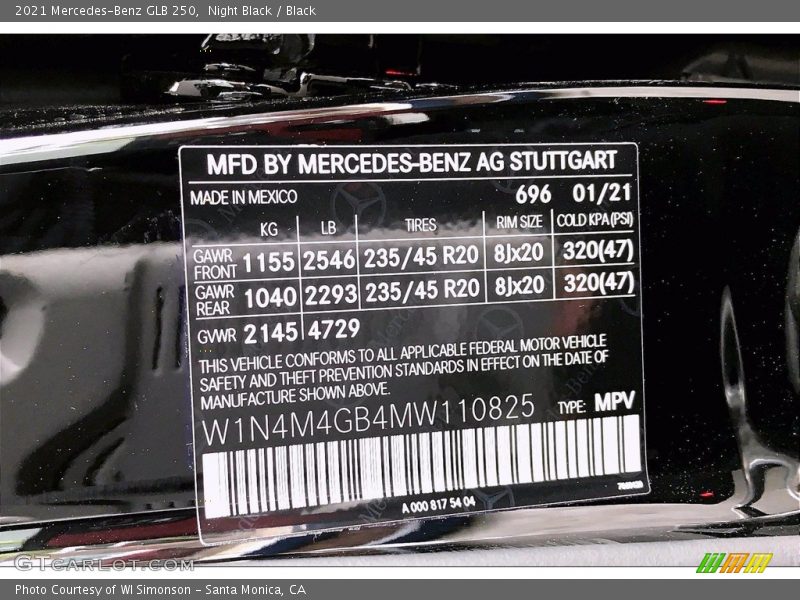 2021 Mercedes-Benz GLB 250,  Night Black / Black
MFD BY MERCEDES-BENZ AG STUTTGART
MADE IN MEXICO 696 01/21
KG LB TIRES RIM SIZE COLD KPA(PSI)
GAWR FRONT 1155 2546 235/45 R20 8Jx20 320(47)
GAWR REAR 1040 2293 235/45 R20 8Jx20 320(47)
GWR 2145 4729
THIS VEHICLE CONFORMS TO ALL APPLICABLE FEDERAL MOTOR VEHICLE
SAFETY AND THEFT PREVENTION STANDARDS IN EFFECT ON THE DATE OF
MANUFACTURE SHOWN ABOVE.
W1N4M4GB4MW110825 TYPE: MPV
A 000 817 54 04
GTCARLOT.COM
Photo Courtesy of WI Simonson - Santa Monica, CA